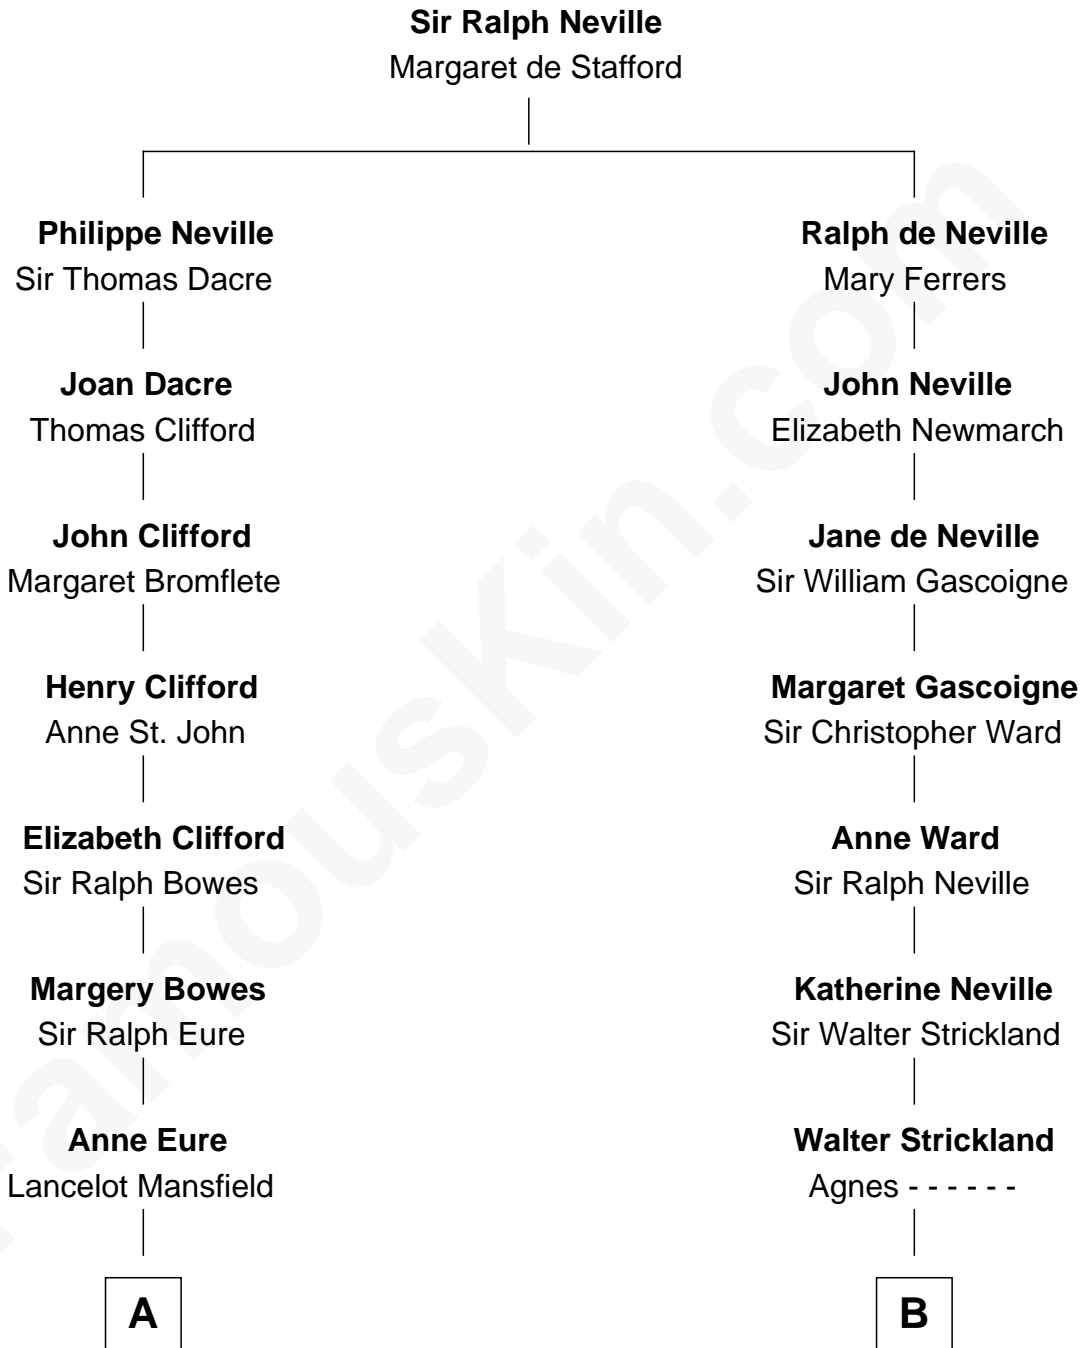 Sir Ralph Neville
Margaret de Stafford
Philippe Neville
Sir Thomas Dacre
Ralph de Neville
Mary Ferrers
Joan Dacre
Thomas Clifford
John Neville
Elizabeth Newmarch
John Clifford
Margaret Bromflete
Jane de Neville
Sir William Gascoigne
Henry Clifford
Anne St. John
Margaret Gascoigne
Sir Christopher Ward
Elizabeth Clifford
Sir Ralph Bowes
Anne Ward
Sir Ralph Neville
Margery Bowes
Sir Ralph Eure
Katherine Neville
Sir Walter Strickland
Anne Eure
Lancelot Mansfield
Walter Strickland
Agnes - - - - - -
A
B
FamousKin.com